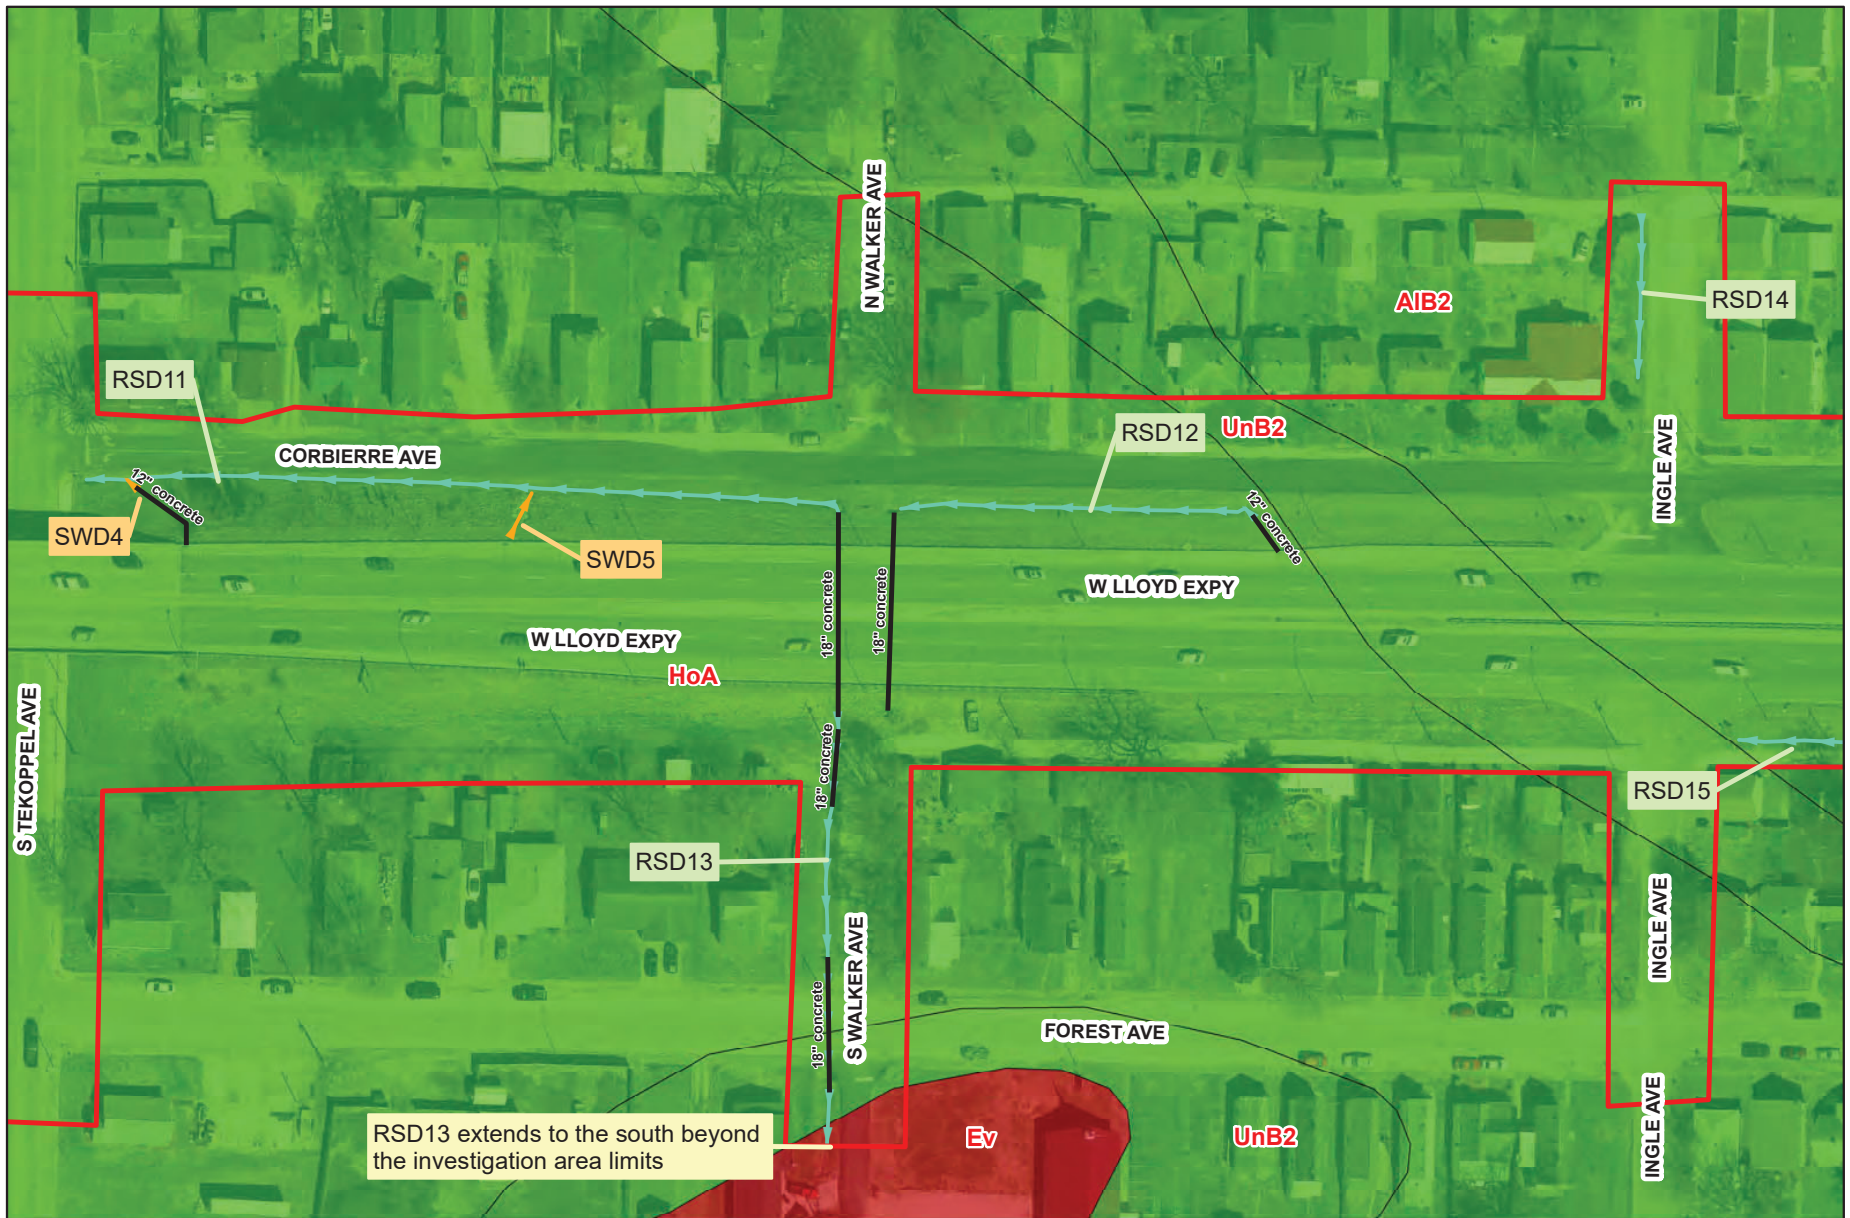 N WALKER AVE
AIB2
RSD14
RSD11
RSD12
UnB2
CORBIERRE AVE
INGLE AVE
12" concrete
12" concrete
SWD4
SWD5
W LLOYD EXPY
18" concrete
18" concrete
W LLOYD EXPY
HoA
S TEKOPPEL AVE
18" concrete
RSD15
RSD13
S WALKER AVE
INGLE AVE
18" concrete
FOREST AVE
RSD13 extends to the south beyond
the investigation area limits
Ev
UnB2
INGLE AVE